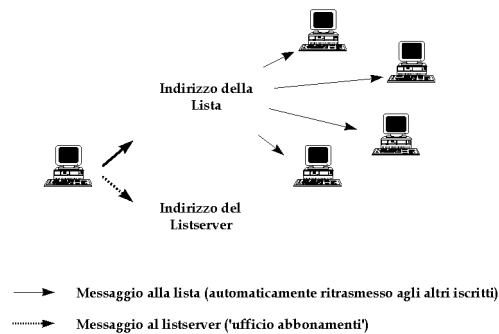 Indirizzo della
Lista
Indirizzo del
Listserver
Messaggio alla lista (automaticamente ritrasmesso agli altri iscritti)
Messaggio al listserver ('ufficio abbonamenti')